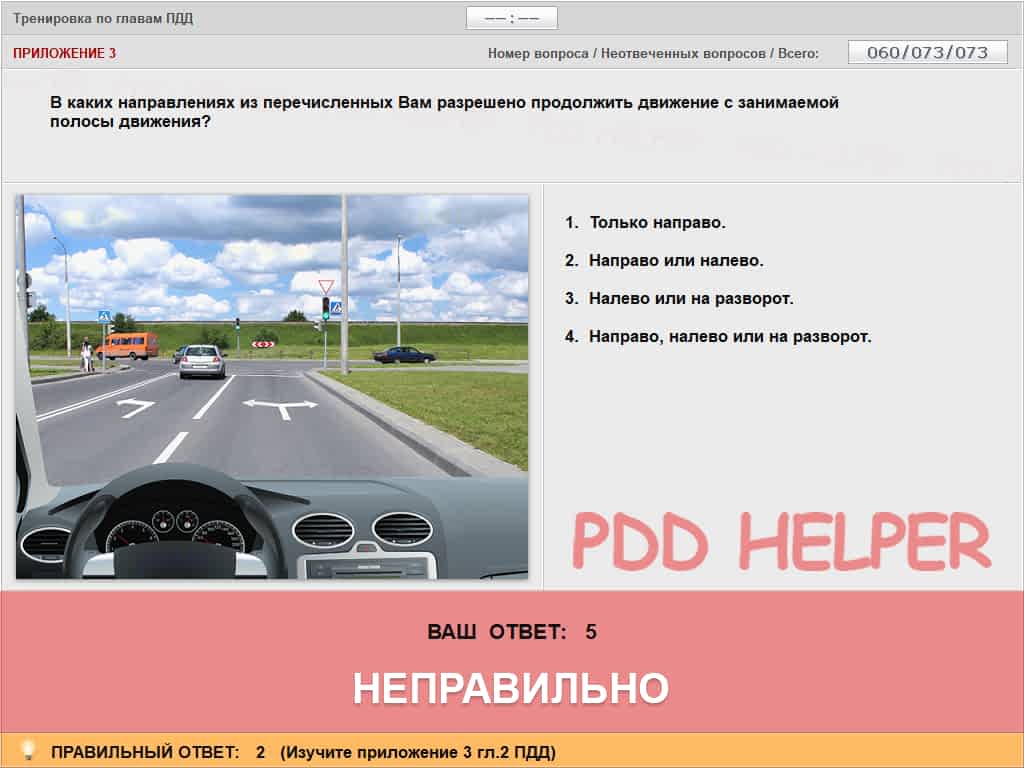 Тренировка по главам ПДД
—— : ——
ПРИЛОЖЕНИЕ 3
Номер вопроса / Неотвеченных вопросов / Всего:
060/073/073
В каких направлениях из перечисленных Вам разрешено продолжить движение с занимаемой
полосы движения?
1. Только направо.
2. Направо или налево.
3. Налево или на разворот.
4. Направо, налево или на разворот.
PDD HELPER
ВАШ ОТВЕТ: 5
НЕПРАВИЛЬНО
ПРАВИЛЬНЫЙ ОТВЕТ: 2 (Изучите приложение 3 гл.2 ПДД)